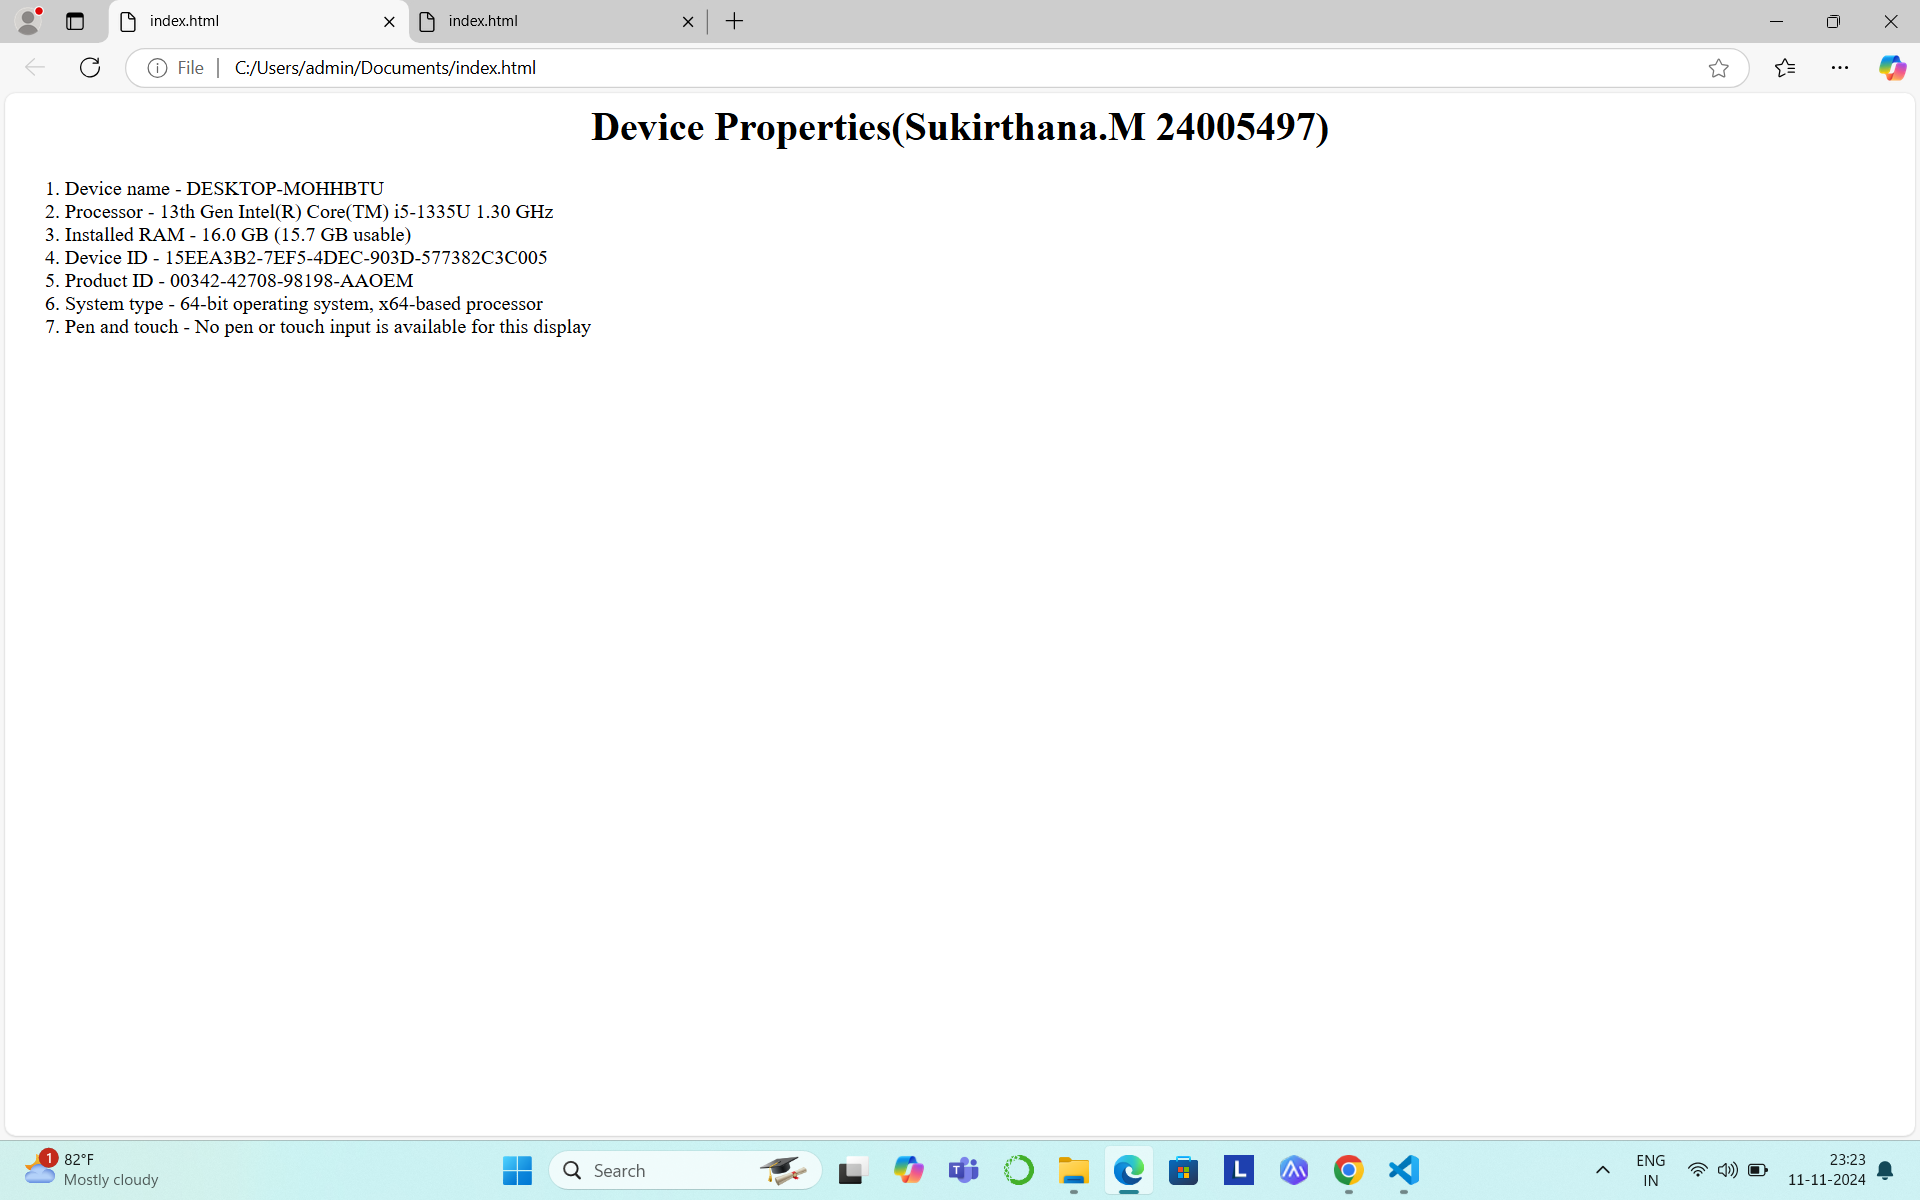 index.html
index.html
File
C:/Users/admin/Documents/index.html
Device Properties(Sukirthana.M 24005497)
1. Device name - DESKTOP-MOHHBTU
2. Processor - 13th Gen Intel(R) Core(TM) i5-1335U 1.30 GHz
3. Installed RAM - 16.0 GB (15.7 GB usable)
4. Device ID - 15EEA3B2-7EF5-4DEC-903D-577382C3C005
5. Product ID - 00342-42708-98198-AAOEM
6. System type - 64-bit operating system, x64-based processor
7. Pen and touch - No pen or touch input is available for this display
1
82°F
Mostly cloudy
Search
T
L
ENG
IN
23:23
11-11-2024